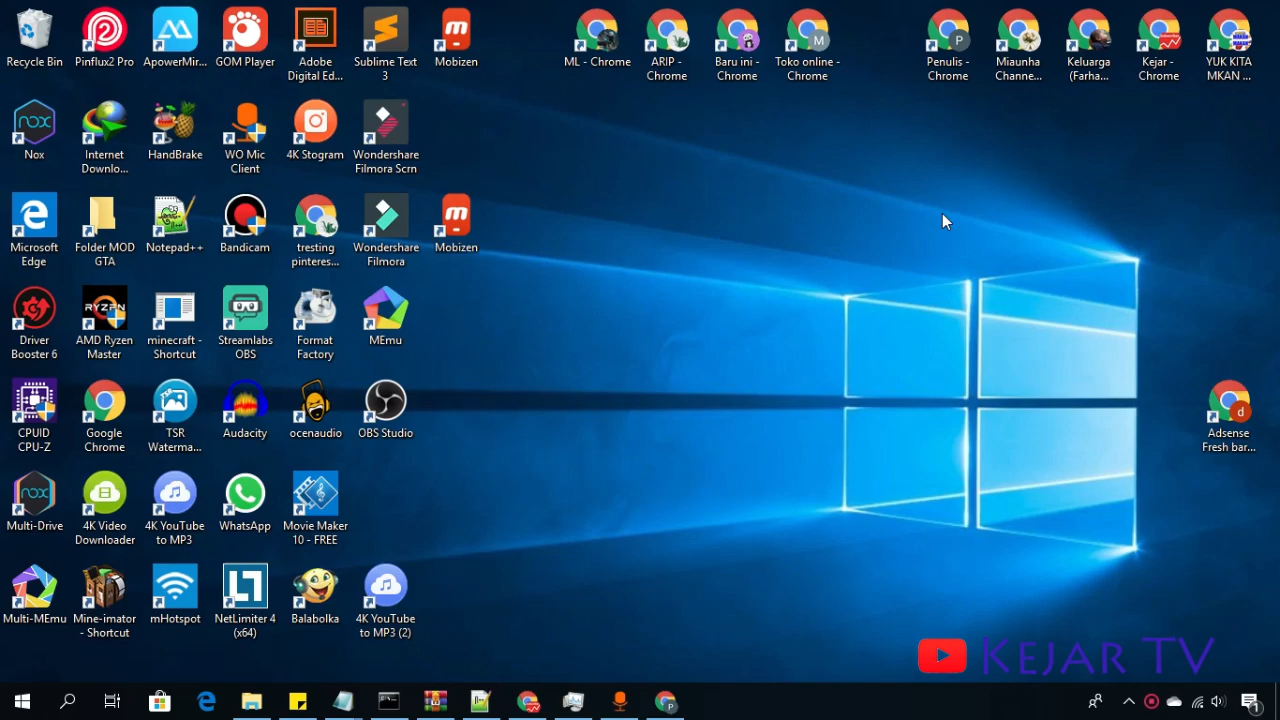 Recycle Bin
Pinflux2 Pro
ApowerMir...
GOM Player
Adobe
Digital Ed...
Sublime Text
3
Mobizen
ML - Chrome
ARIP -
Chrome
Baru ini -
Chrome
Toko online -
Chrome
Penulis -
Chrome
Miaunha
Channe...
Keluarga
(Farha...
Kejar -
Chrome
YUK KITA
MKAN ...
Nox
Internet
Downlo...
HandBrake
WO Mic
Client
4K Stogram
Wondershare
Filmora Scrn
Microsoft
Edge
Folder MOD
GTA
Notepad++
Bandicam
tresting
pinteres...
Wondershare
Filmora
Mobizen
Driver
Booster 6
RYZEN
AMD Ryzen
Master
minecraft -
Shortcut
Streamlabs
OBS
Format
Factory
MEmu
CPUID
CPU-Z
Google
Chrome
TSR
Waterma...
Audacity
ocenaudio
OBS Studio
Adsense
Fresh bar...
Multi-Drive
4K Video
Downloader
4K YouTube
to MP3
WhatsApp
Movie Maker
10 - FREE
Multi-MEmu
Mine-imator
- Shortcut
mHotspot
NetLimiter 4
(x64)
Balabolka
4K YouTube
to MP3 (2)
KEJAR TV